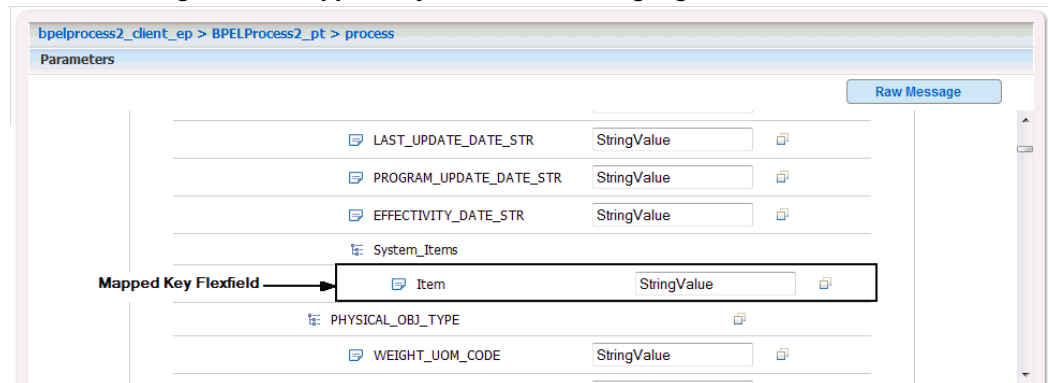 bpelprocess2_client_ep > BPELProcess2_pt > process
Parameters
Raw Message
LAST_UPDATE_DATE_STR StringValue
PROGRAM_UPDATE_DATE_STR StringValue
EFFECTIVITY_DATE_STR StringValue
System_Items
Mapped Key Flexfield Item StringValue
PHYSICAL_OBJ_TYPE
WEIGHT_UOM_CODE StringValue